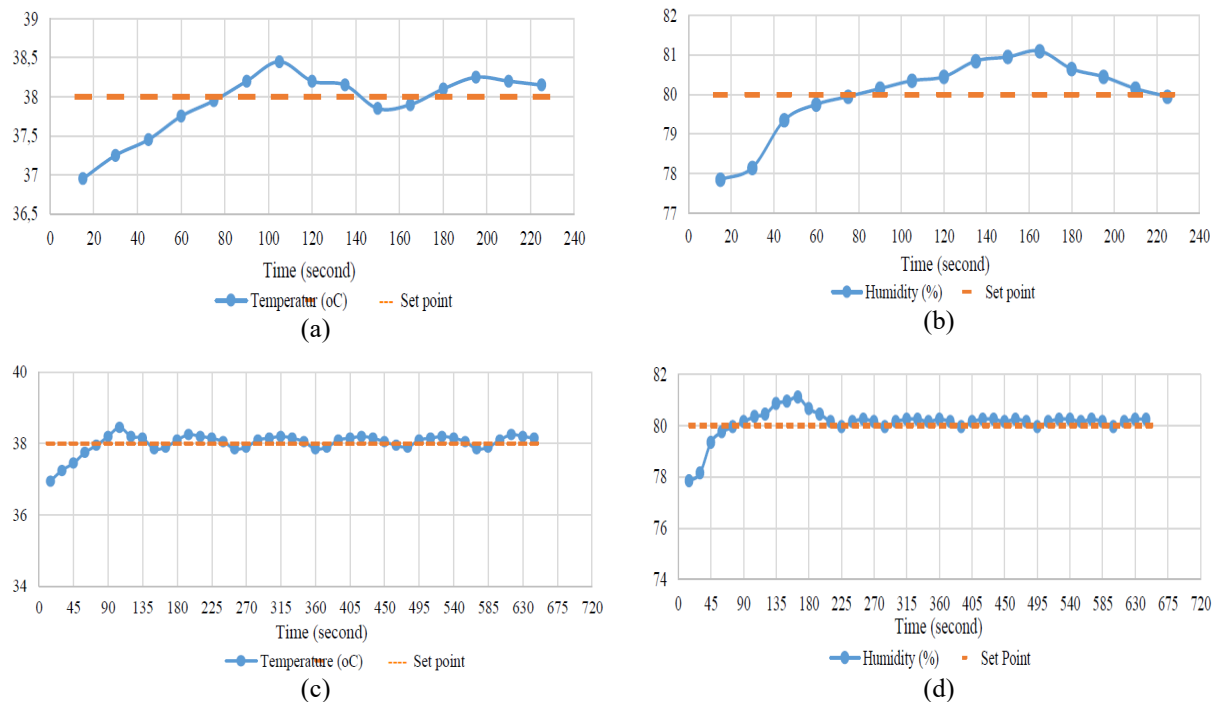 39
38,5
38
37,5
37
36,5
0 20 40 60 80 100 120 140 160 180 200 220 240
Time (second)
Temperatur (oC) Set point
(a)
82
81
80
79
78
77
0 20 40 60 80 100 120 140 160 180 200 220 240
Time (second)
Humidity (%) Set point
(b)
40
38
36
34
0 45 90 135 180 225 270 315 360 405 450 495 540 585 630 675 720
Time (second)
Temperature (oC) Set point
(c)
82
80
78
76
74
0 45 90 135 180 225 270 315 360 405 450 495 540 585 630 675 720
Time (second)
Humidity (%) Set Point
(d)